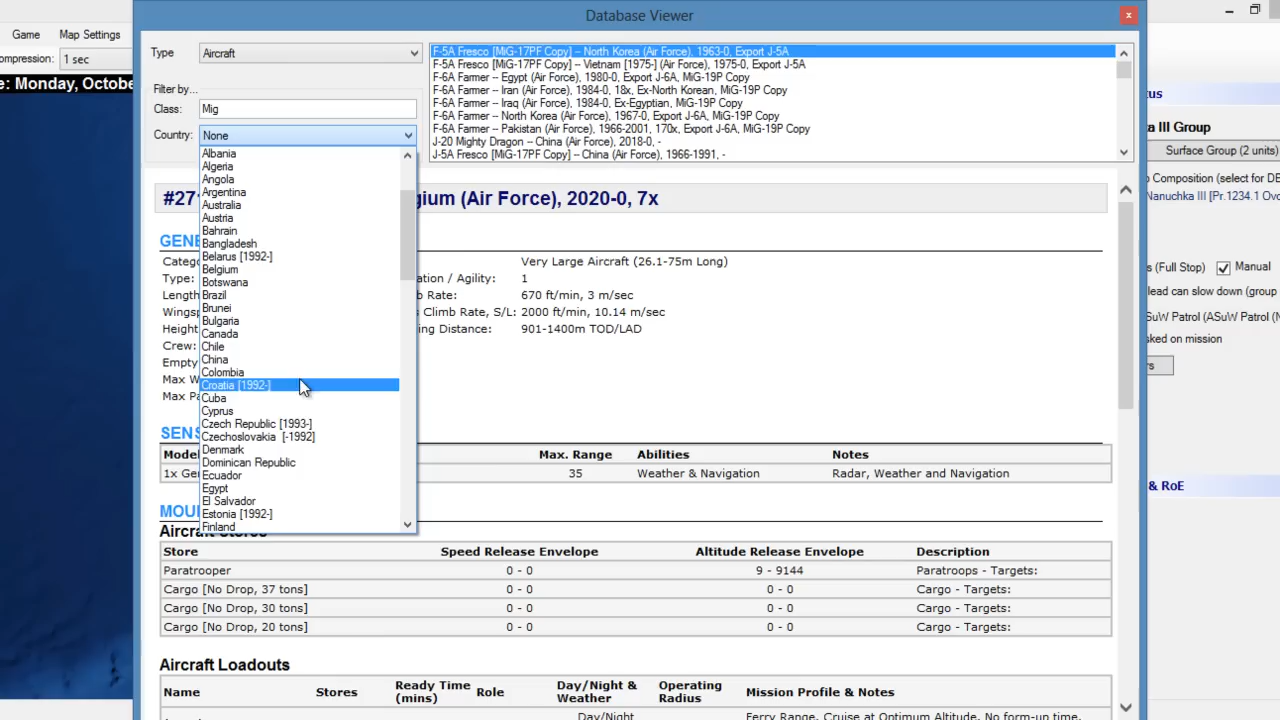 Database Viewer
x
Game Map Settings
Compression: 1 sec
e: Monday, Octobe
Type Aircraft
Filter by...
Class: Mig
Country: None
Albania
Algeria
Angola
Argentina
Australia
Austria
Bahrain
Bangladesh
Belarus [1992-]
Belgium
Botswana
Brazil
Brunei
Bulgaria
Canada
Chile
China
Colombia
Croatia [1992-]
Cuba
Cyprus
Czech Republic [1993-]
Czechoslovakia [-1992]
Denmark
Dominican Republic
Ecuador
Egypt
El Salvador
Estonia [1992-]
Finland
F-5A Fresco [MiG-17PF Copy] -- North Korea (Air Force), 1963-0, Export J-5A
F-5A Fresco [MiG-17PF Copy] -- Vietnam [1975-] (Air Force), 1975-0, Export J-5A
F-6A Farmer -- Egypt (Air Force), 1980-0, Export J-6A, MiG-19P Copy
F-6A Farmer -- Iran (Air Force), 1984-0, 18x, Ex-North Korean, MiG-19P Copy
F-6A Farmer -- Iraq (Air Force), 1984-0, Ex-Egyptian, MiG-19P Copy
F-6A Farmer -- North Korea (Air Force), 1967-0, Export J-6A, MiG-19P Copy
F-6A Farmer -- Pakistan (Air Force), 1966-2001, 170x, Export J-6A, MiG-19P Copy
J-20 Mighty Dragon -- China (Air Force), 2018-0, -
J-5A Fresco [MiG-17PF Copy] -- China (Air Force), 1966-1991, -
#27 gium (Air Force), 2020-0, 7x
GENE
Catego Very Large Aircraft (26.1-75m Long)
Type: ation / Agility: 1
Length b Rate: 670 ft/min, 3 m/sec
Wingsp s Climb Rate, S/L: 2000 ft/min, 10.14 m/sec
Height ing Distance: 901-1400m TOD/LAD
Crew:
Empty
Max W
Max Pa
SENS
Model Max. Range Abilities Notes
1x Gen 35 Weather & Navigation Radar, Weather and Navigation
MOU
Aircraft Stores
Store Speed Release Envelope Altitude Release Envelope Description
Paratrooper 0 - 0 9 - 9144 Paratroops - Targets:
Cargo [No Drop, 37 tons] 0 - 0 0 - 0 Cargo - Targets:
Cargo [No Drop, 30 tons] 0 - 0 0 - 0 Cargo - Targets:
Cargo [No Drop, 20 tons] 0 - 0 0 - 0 Cargo - Targets:
Aircraft Loadouts
Name Stores Ready Time (mins) Role Day/Night & Weather Operating Radius Mission Profile & Notes
Day/Night Ferry Range. Cruise at Optimum Altitude. No form-up time,
tus
a III Group
Surface Group (2 units)
p Composition (select for DB
Nanuchka III [Pr.1234.1 Ovo
s (Full Stop) Manual
lead can slow down (group
ASuW Patrol (ASuW Patrol)
sked on mission
rs
& RoE